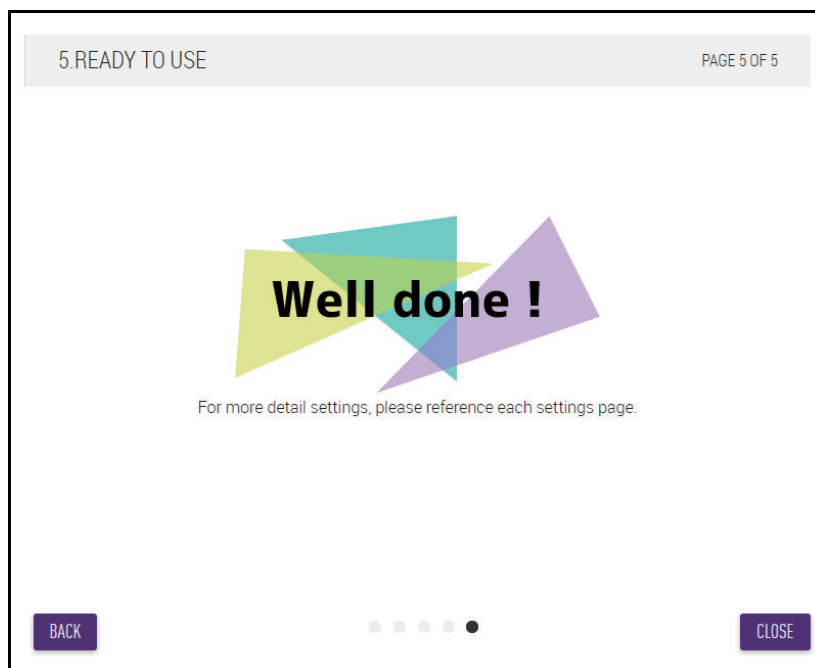 5.READY TO USE
PAGE 5 OF 5
Well done !
For more detail settings, please reference each settings page.
BACK
CLOSE